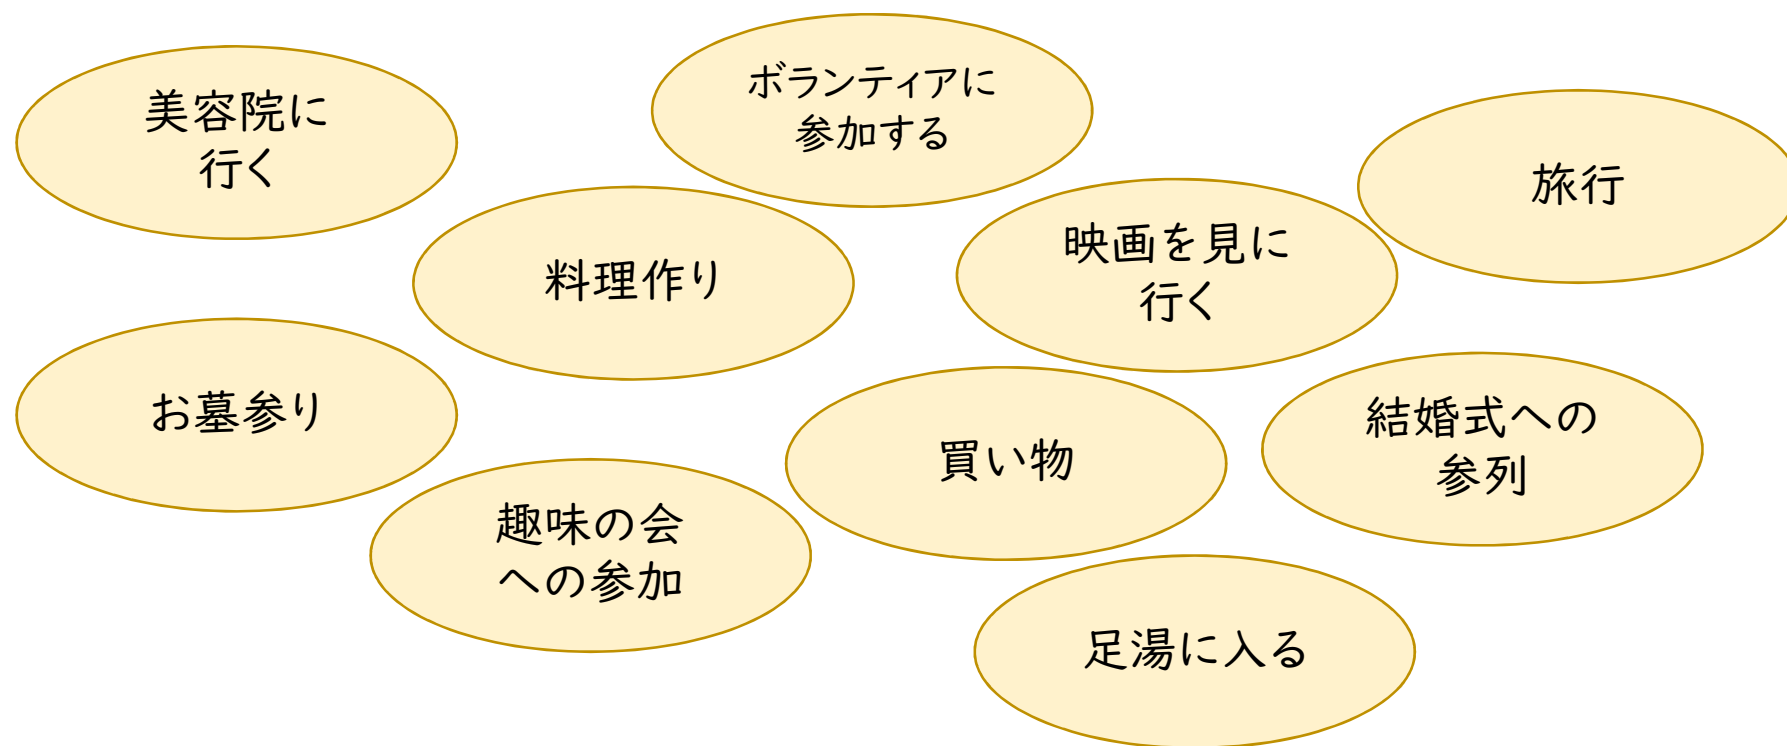 美容院に
行く
ボランティアに
参加する
旅行
料理作り
映画を見に
行く
お墓参り
買い物
結婚式への
参列
趣味の会
への参加
足湯に入る